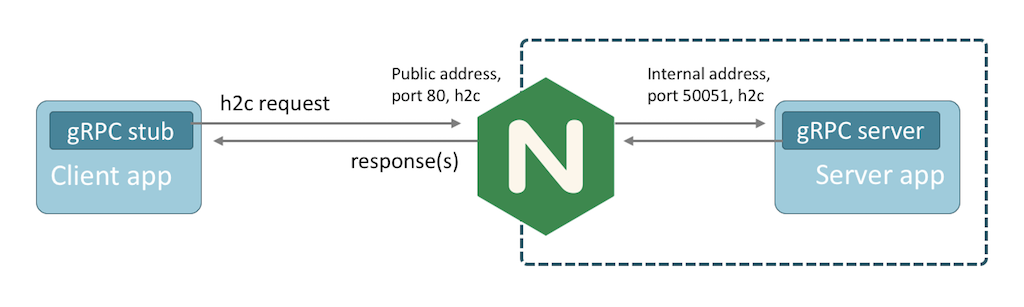 Public address,
port 80, h2c
Internal address,
port 50051, h2c
h2c request
gRPC stub
Client app
response(s)
N
gRPC server
Server app